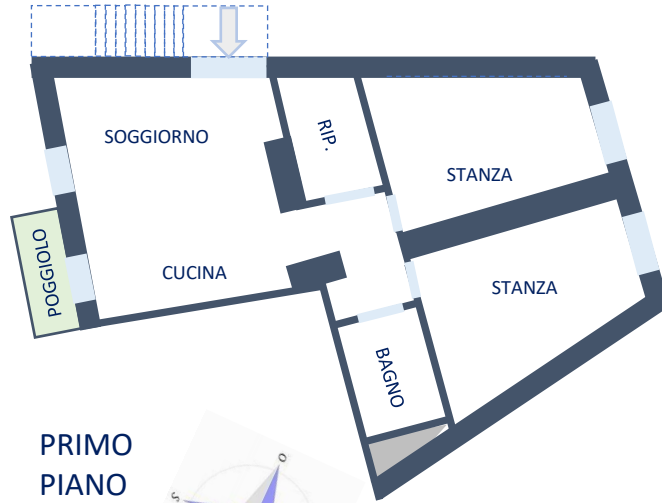 SOGGIORNO
RIP.
STANZA
POGGIOLO
CUCINA
STANZA
BAGNO
PRIMO
PIANO
O
S